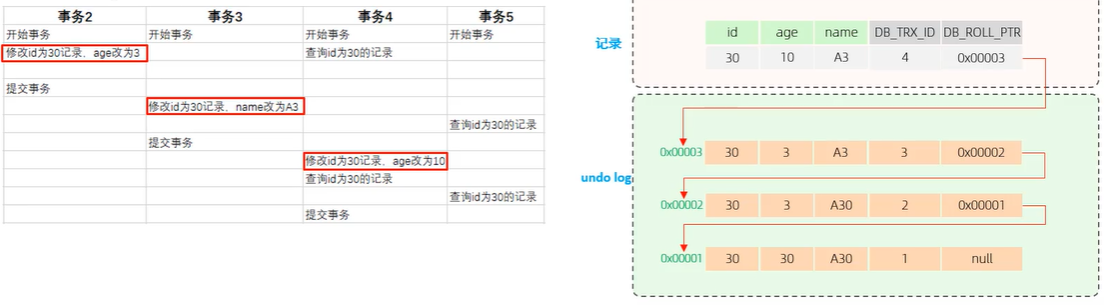 事务2 事务3 事务4 事务5
开始事务 开始事务 开始事务 开始事务
修改id为30记录，age改为3 查询id为30的记录
提交事务
修改id为30记录，name改为A3
查询id为30的记录
提交事务
修改id为30记录，age改为10
查询id为30的记录
查询id为30的记录
提交事务
记录
id age name DB_TRX_ID DB_ROLL_PTR
30 10 A3 4 0x00003
undo log
0x00003 30 3 A3 3 0x00002
0x00002 30 3 A30 2 0x00001
0x00001 30 30 A30 1 null